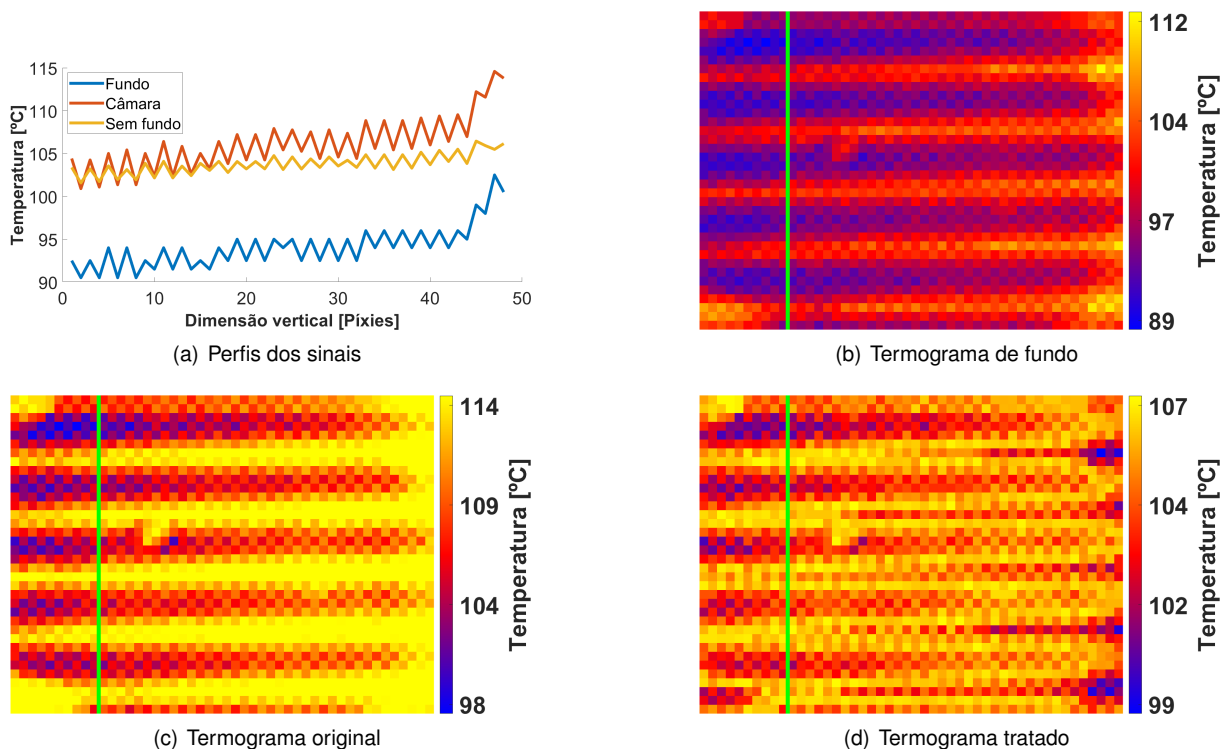 115
110
105
100
95
90
0
10
20
30
40
50
Temperatura [ºC]
Dimensão vertical [Píxies]
Fundo
Câmara
Sem fundo
(a) Perfis dos sinais
112
104
97
89
Temperatura [ºC]
(b) Termograma de fundo
114
109
104
98
Temperatura [ºC]
(c) Termograma original
107
104
102
99
Temperatura [ºC]
(d) Termograma tratado